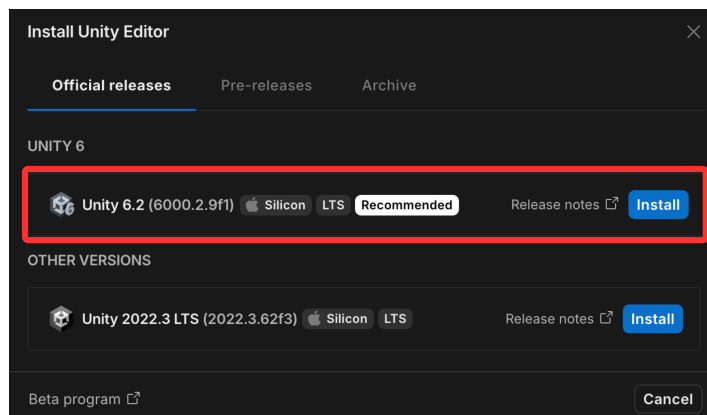 Install Unity Editor
Official releases Pre-releases Archive
UNITY 6
Unity 6.2 (6000.2.9f1) Silicon LTS Recommended Release notes Install
OTHER VERSIONS
Unity 2022.3 LTS (2022.3.62f3) Silicon LTS Release notes Install
Beta program Cancel